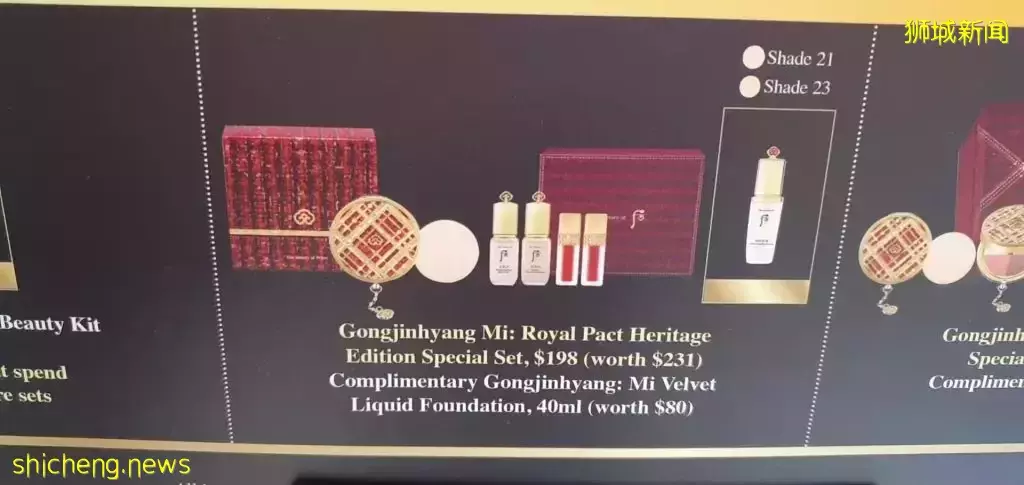 狮城新闻
Shade 21
Shade 23
Beauty Kit
t spend
re sets
Gongjinhyang Mi: Royal Pact Heritage
Edition Special Set, $198 (worth $231)
Complimentary Gongjinhyang: Mi Velvet
Liquid Foundation, 40ml (worth $80)
Gongjinh
Specia
Complimen
shicheng.news